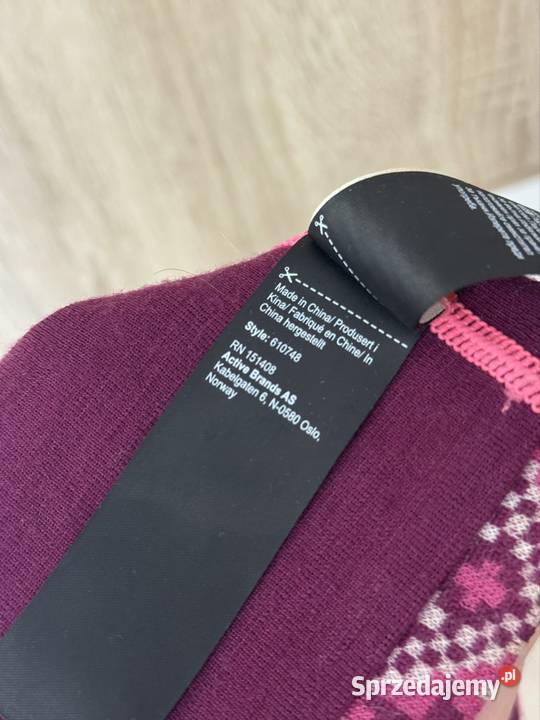 Made in China/ Produsert i
Kina/ Fabriqué en Chine/ In
China hergestellt
Style: 610748
RN 151408
Active Brands AS
Kabelgaten 6, N-0580 Oslo,
Norway
Sprzedajemy.pl